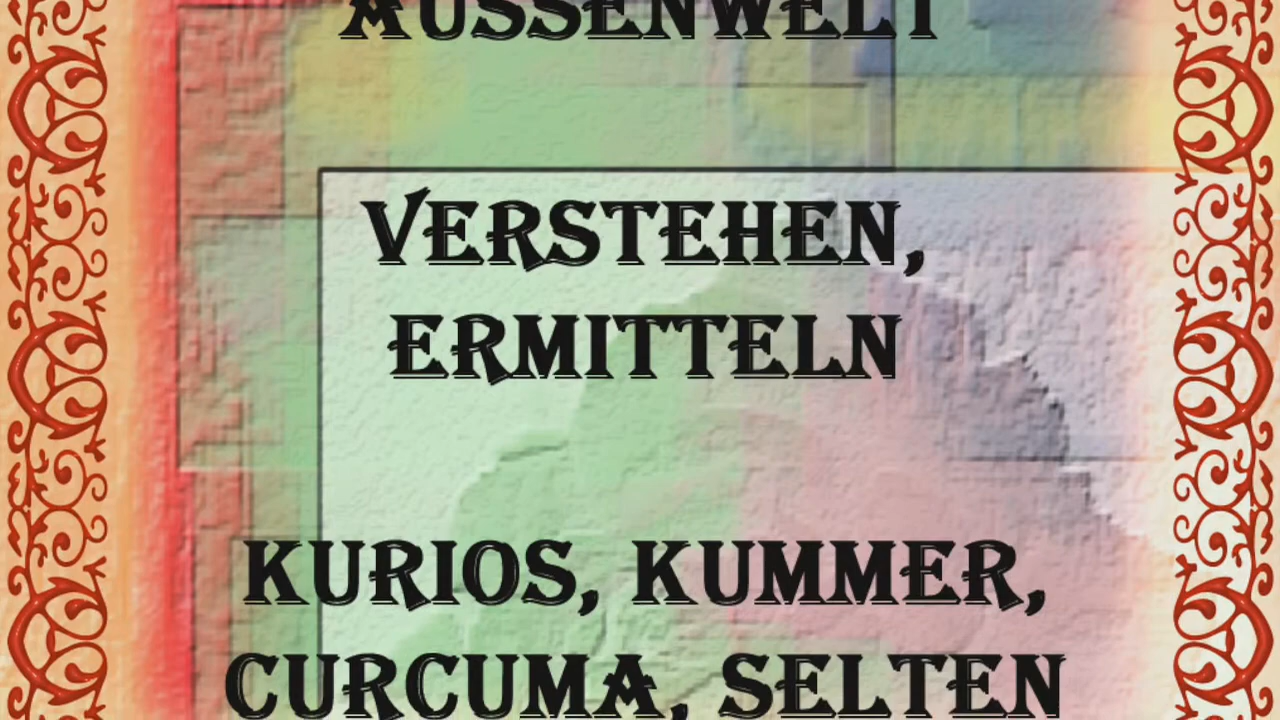 AUSSENWELT
VERSTEHEN,
ERMITTELN
KURIOS, KUMMER,
CURCUMA, SELTEN